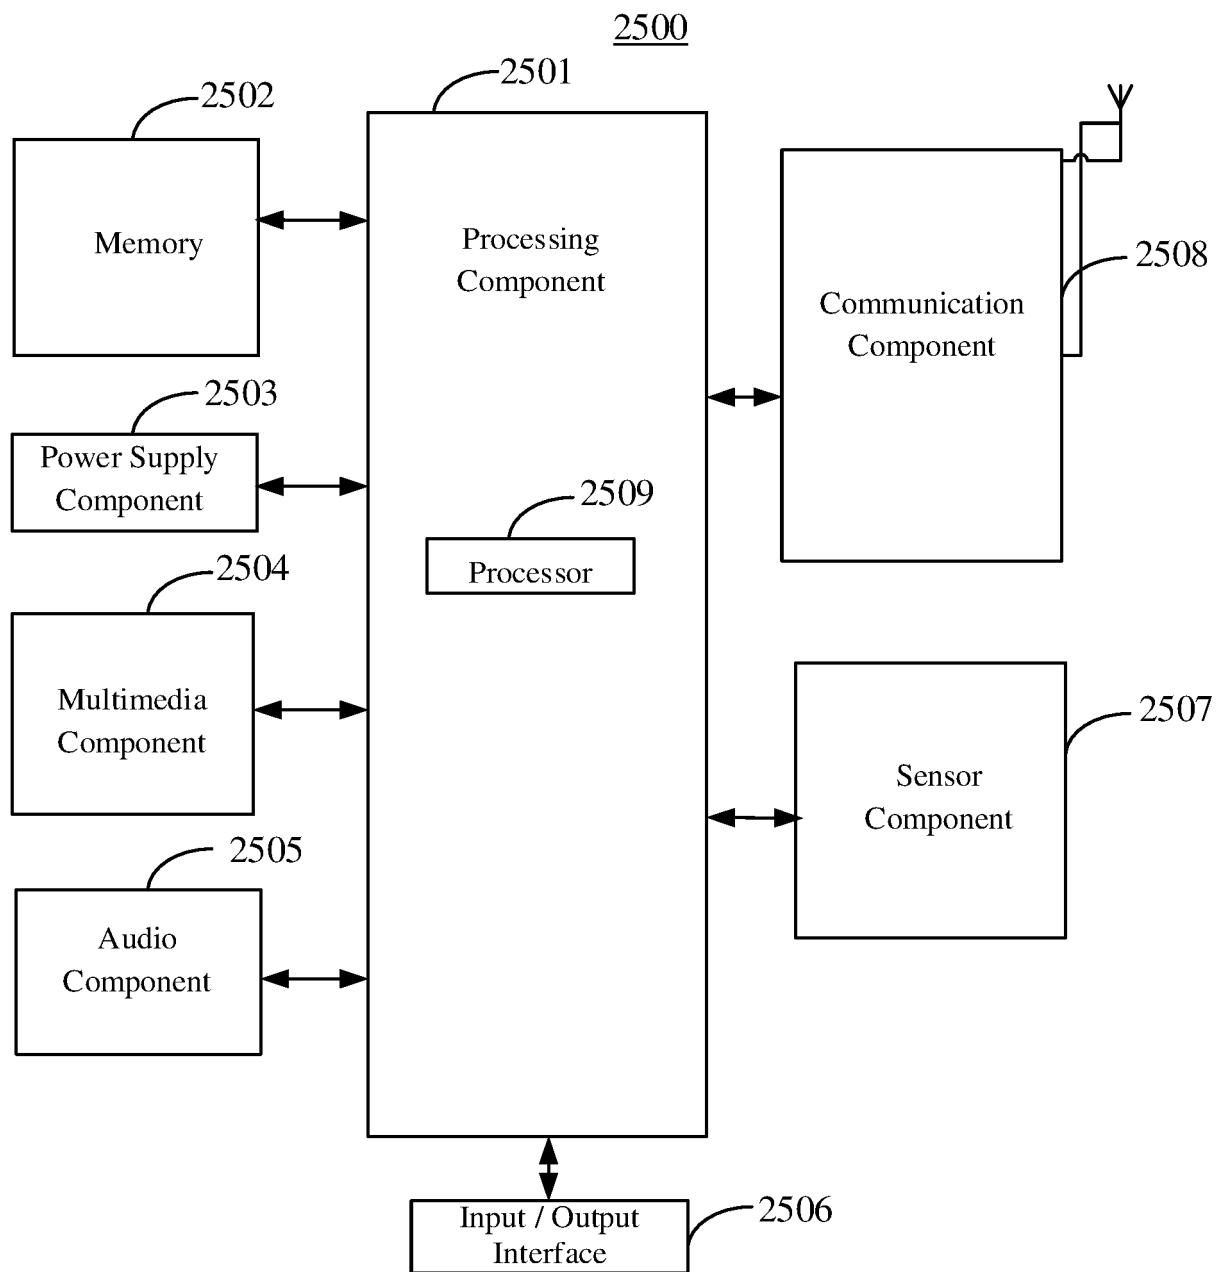 2500
2501
2502
Memory
Processing
Component
2508
Communication
Component
2503
Power Supply
Component
2509
Processor
2504
Multimedia
Component
2507
Sensor
Component
2505
Audio
Component
2506
Input / Output
Interface